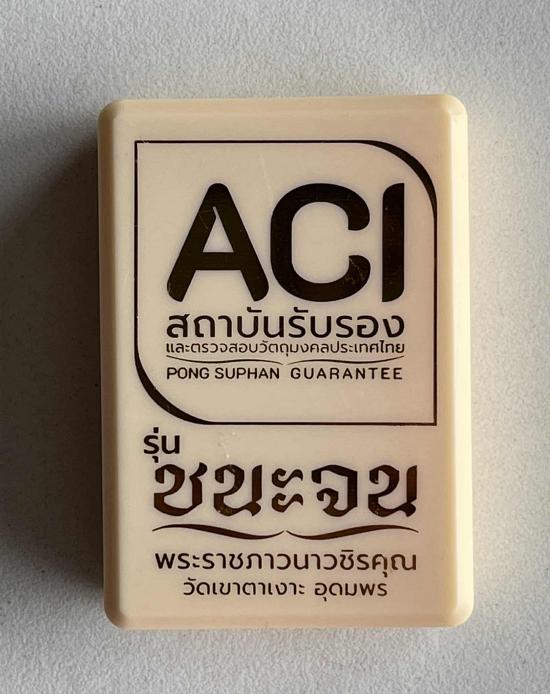 ACI
สถาบันรับรอง
และตรวจสอบวัตถุมงคลประเทศไทย
PONG SUPHAN GUARANTEE
รุ่น
ชนะจน
พระราชภาวนาวชิรคุณ
วัดเขาตาเงาะ อุดมพร